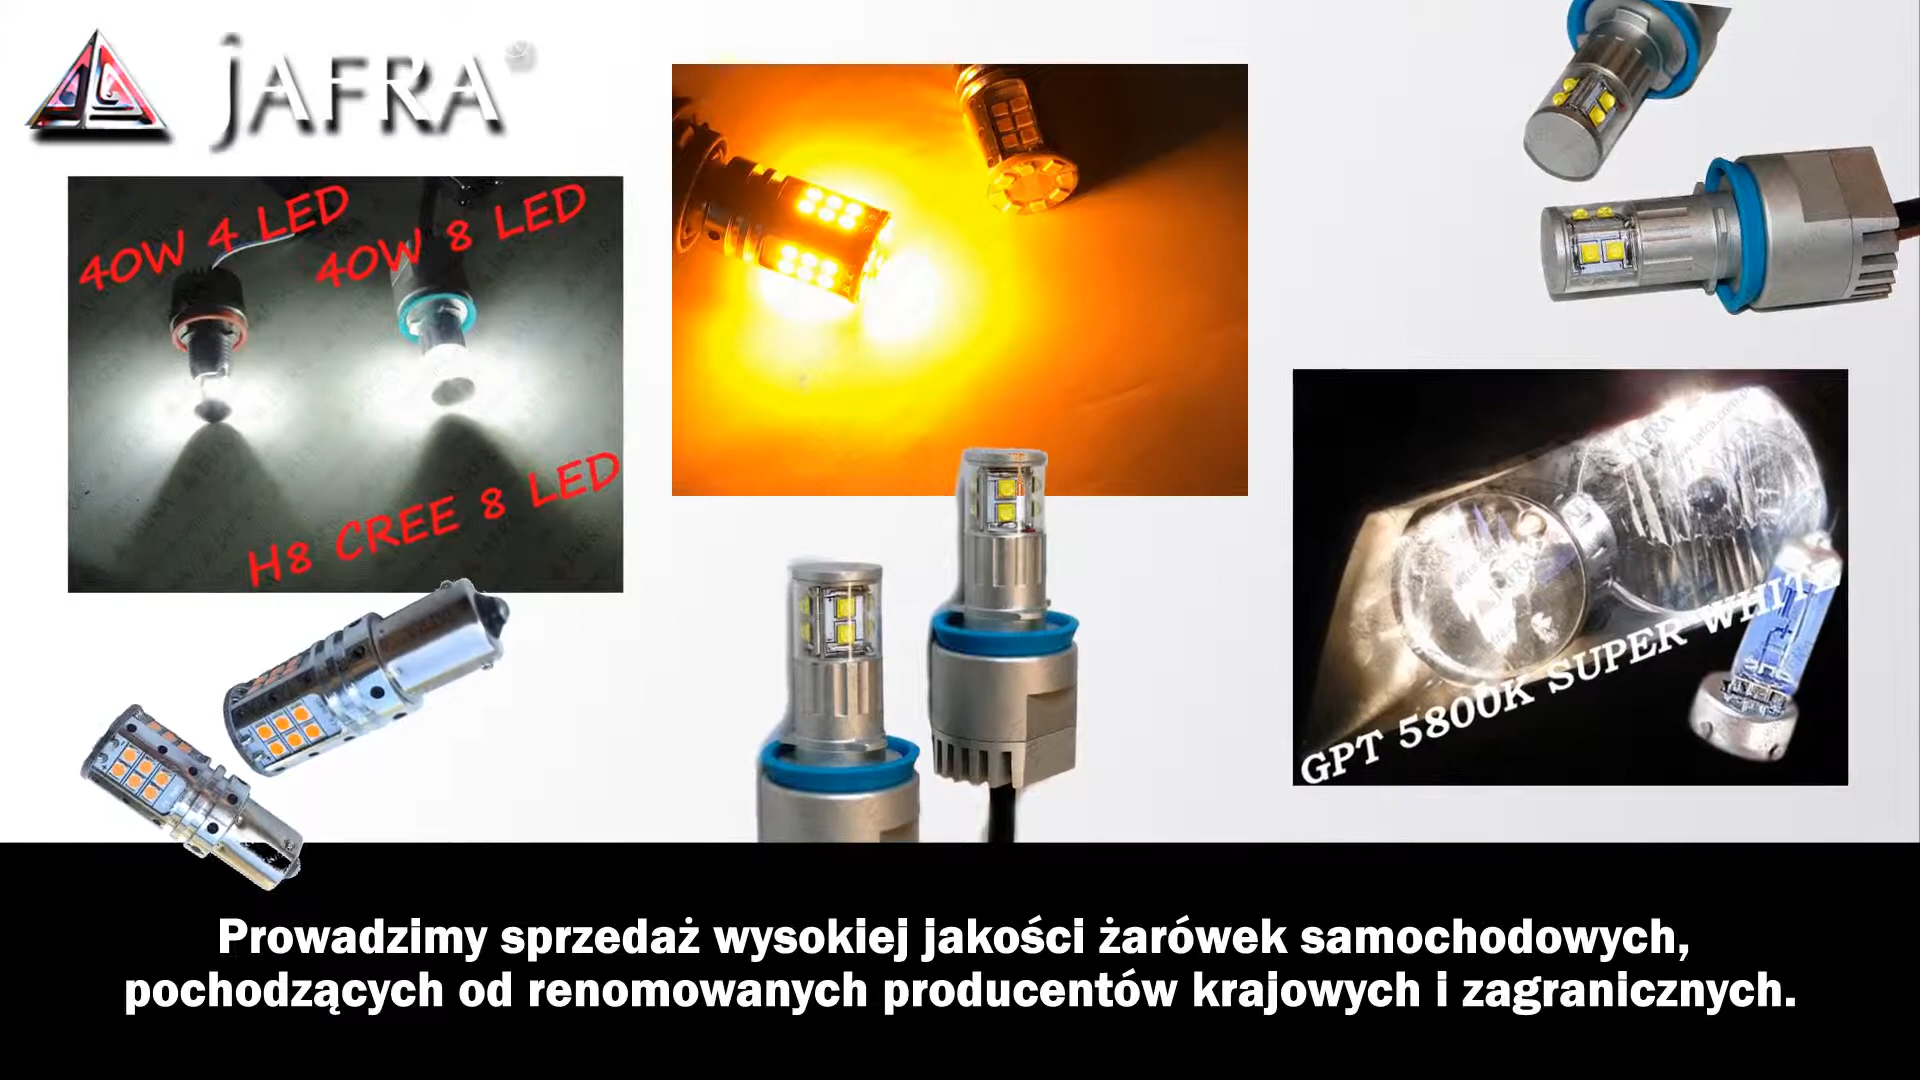 JAFRA
40W 4 LED
40W 8 LED
H8 CREE 8 LED
GPT 5800K SUPER WHITE
Prowadzimy sprzedaż wysokiej jakości żarówek samochodowych,
pochodzących od renomowanych producentów krajowych i zagranicznych.